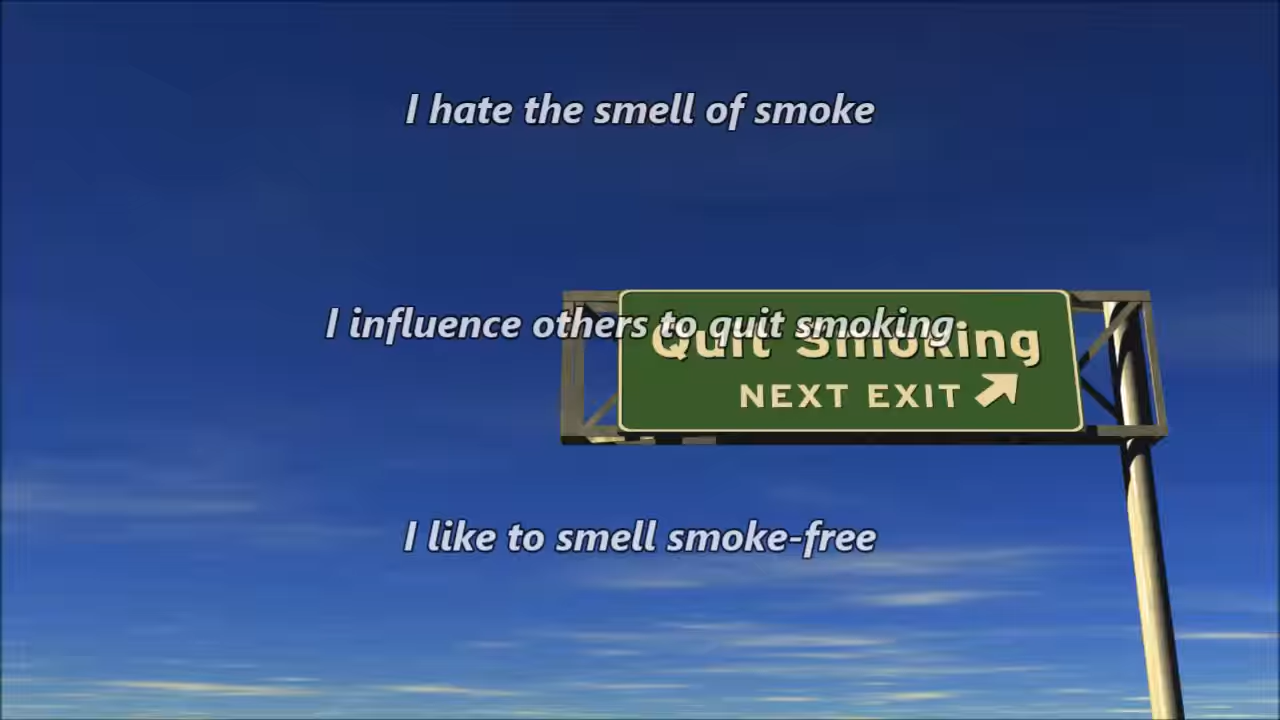 I hate the smell of smoke
I influence others to quit smoking
Quit Smoking
NEXT EXIT
I like to smell smoke-free